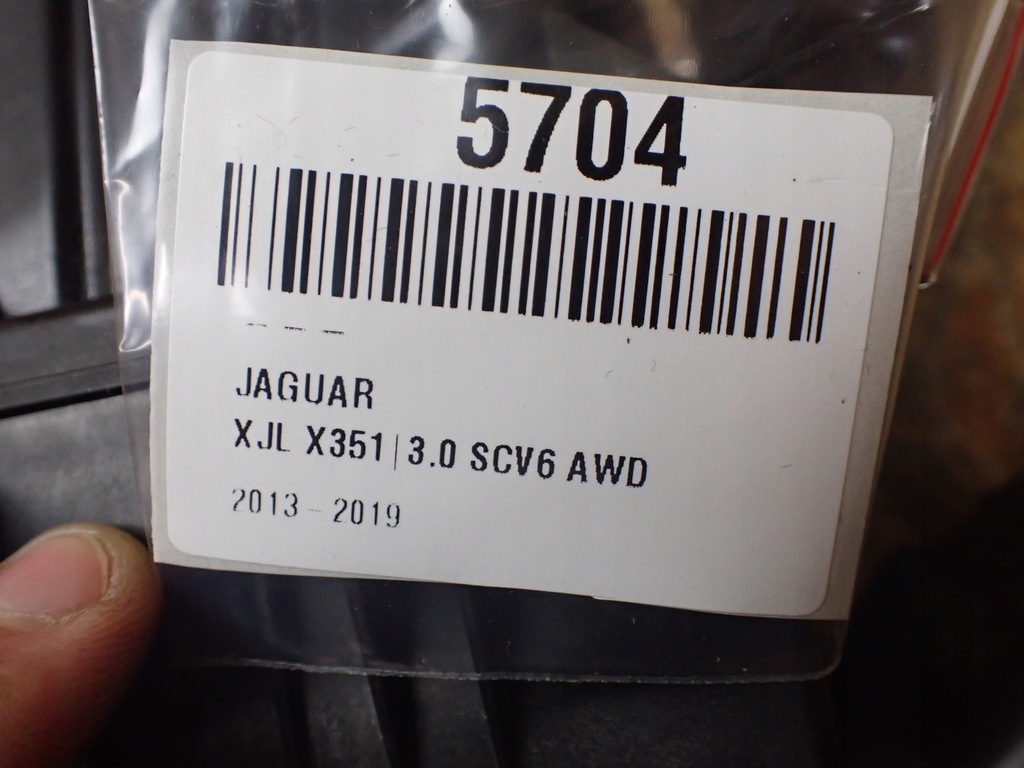 5704
JAGUAR
XJL X351|3.0 SCV6 AWD
2013 - 2019